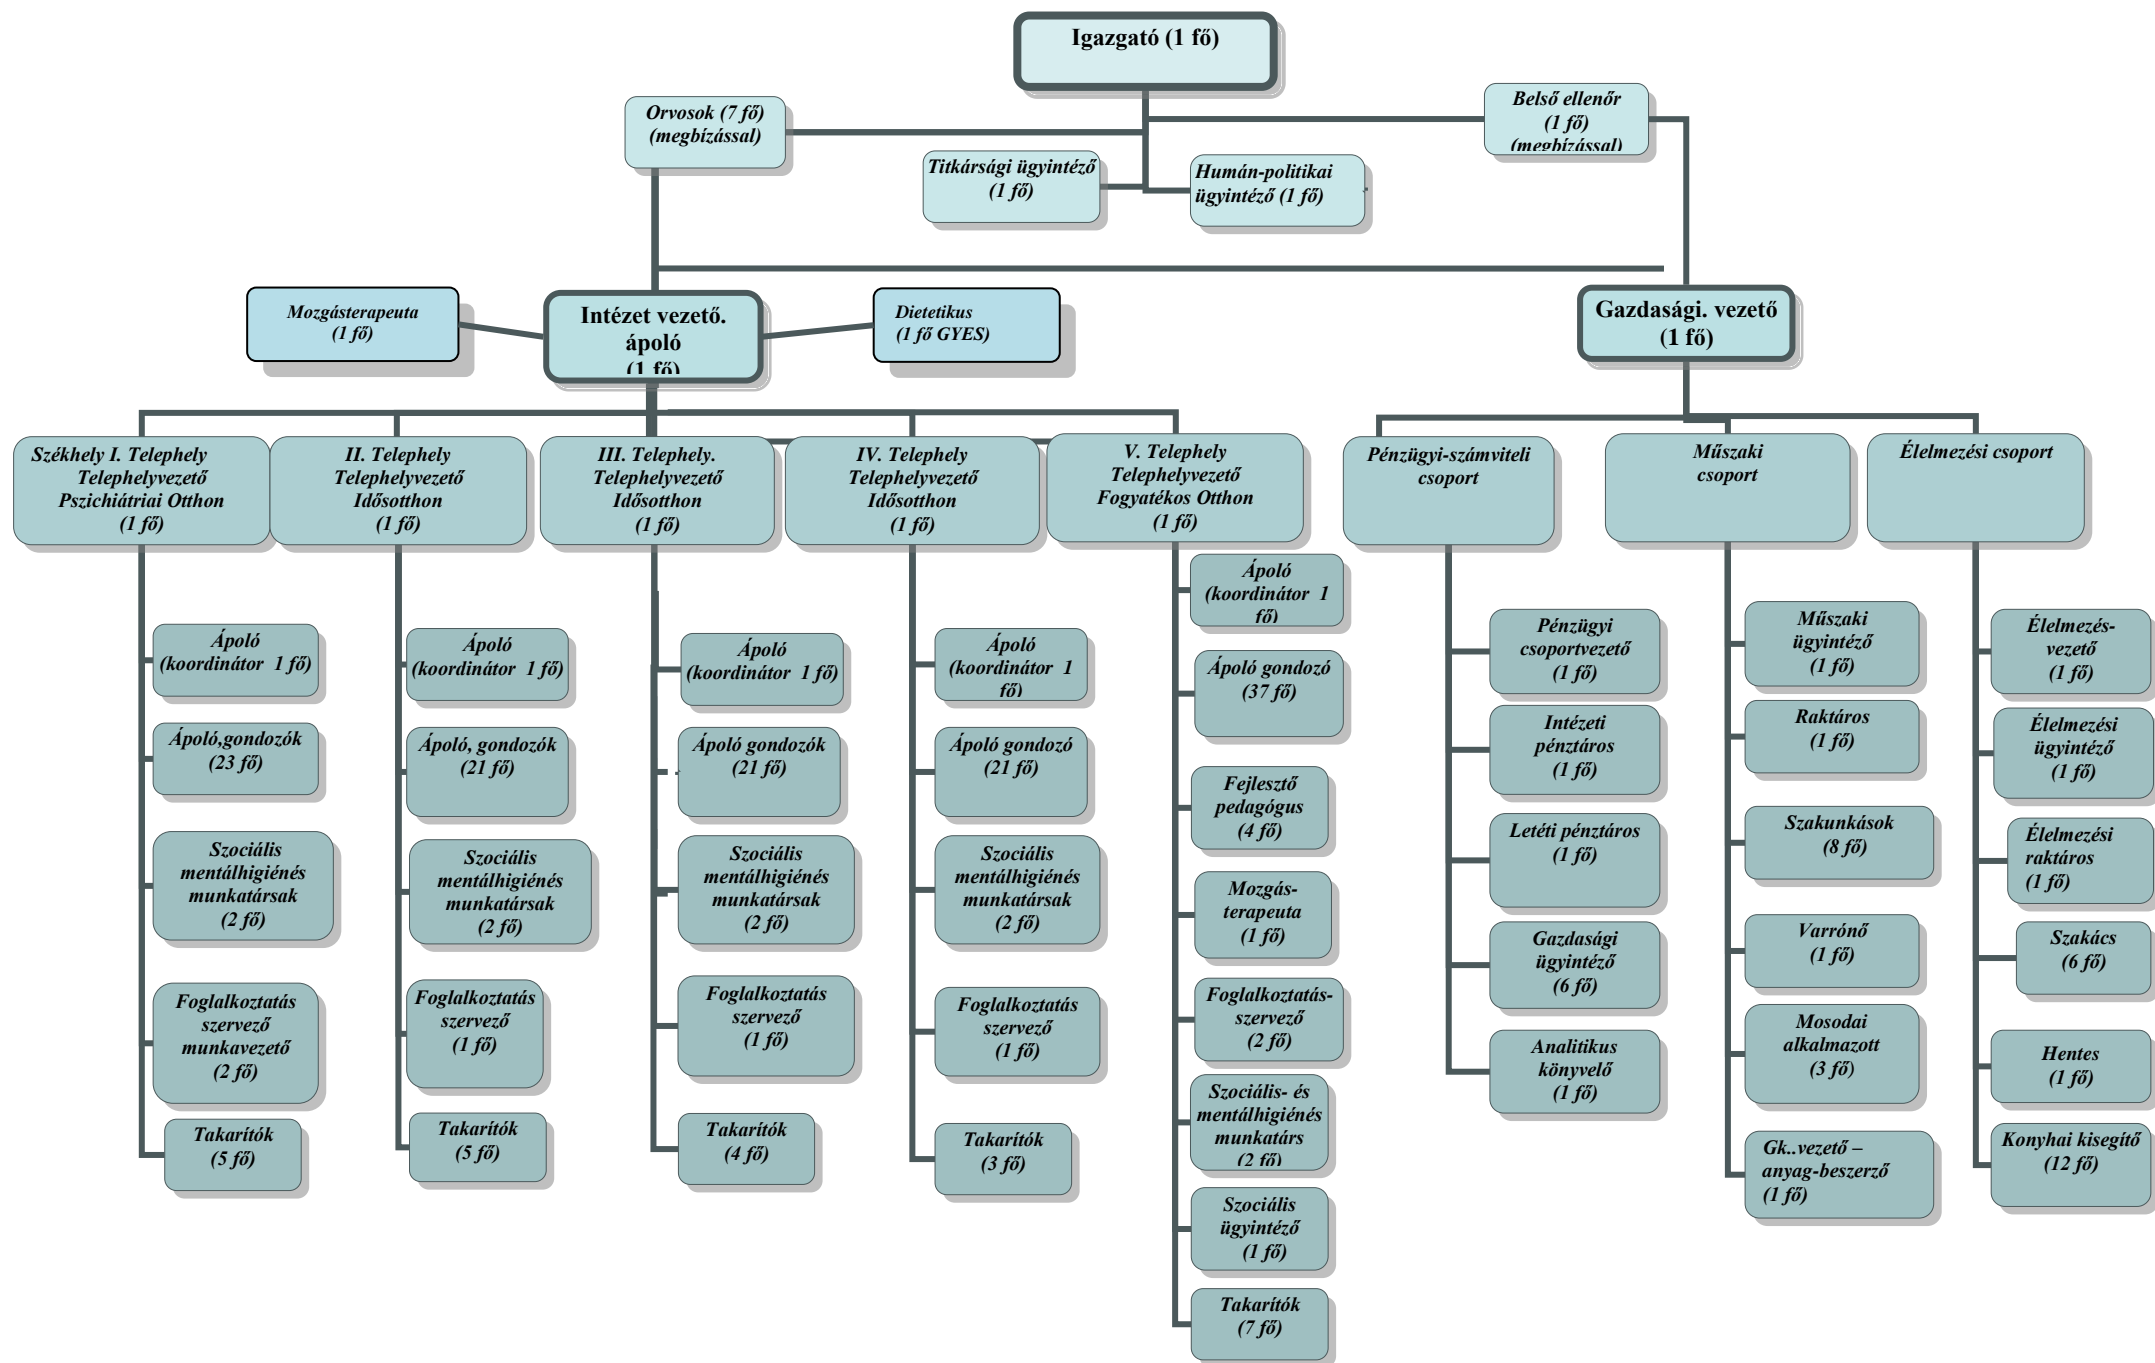 Igazgató (1 fő)
Orvosok (7 fő)
(megbízással)
Belső ellenőr
(1 fő)
(megbízással)
Titkársági ügyintéző
(1 fő)
Humán-politikai
ügyintéző (1 fő)
Mozgásterapeuta
(1 fő)
Intézet vezető.
ápoló
(1 fő)
Dietetikus
(1 fő GYES)
Gazdasági. vezető
(1 fő)
Székhely I. Telephely
Telephelyvezető
Pszichiátriai Otthon
(1 fő)
II. Telephely
Telephelyvezető
Idősotthon
(1 fő)
III. Telephely.
Telephelyvezető
Idősotthon
(1 fő)
IV. Telephely
Telephelyvezető
Idősotthon
(1 fő)
V. Telephely
Telephelyvezető
Fogyatékos Otthon
(1 fő)
Pénzügyi-számviteli
csoport
Műszaki
csoport
Élelmezési csoport
Ápoló
(koordinátor 1 fő)
Ápoló,gondozók
(23 fő)
Szociális
mentálhigiénés
munkatársak
(2 fő)
Foglalkoztatás
szervező
munkavezető
(2 fő)
Takarítók
(5 fő)
Ápoló
(koordinátor 1 fő)
Ápoló, gondozók
(21 fő)
Szociális
mentálhigiénés
munkatársak
(2 fő)
Foglalkoztatás
szervező
(1 fő)
Takarítók
(5 fő)
Ápoló
(koordinátor 1 fő)
Ápoló gondozók
(21 fő)
Szociális
mentálhigiénés
munkatársak
(2 fő)
Foglalkoztatás
szervező
(1 fő)
Takarítók
(4 fő)
Ápoló
(koordinátor 1
fő)
Ápoló gondozó
(21 fő)
Szociális
mentálhigiénés
munkatársak
(2 fő)
Foglalkoztatás
szervező
(1 fő)
Takarítók
(3 fő)
Ápoló
(koordinátor 1
fő)
Ápoló gondozó
(37 fő)
Fejlesztő
pedagógus
(4 fő)
Mozgás-
terapeuta
(1 fő)
Foglalkoztatás-
szervező
(2 fő)
Szociális- és
mentálhigiénés
munkatárs
(2 fő)
Szociális
ügyintéző
(1 fő)
Takarítók
(7 fő)
Pénzügyi
csoportvezető
(1 fő)
Intézeti
pénztáros
(1 fő)
Letéti pénztáros
(1 fő)
Gazdasági
ügyintéző
(6 fő)
Analitikus
könyvelő
(1 fő)
Műszaki
ügyintéző
(1 fő)
Raktáros
(1 fő)
Szakunkások
(8 fő)
Varrónő
(1 fő)
Mosodai
alkalmazott
(3 fő)
Gk..vezető –
anyag-beszerző
(1 fő)
Élelmezés-
vezető
(1 fő)
Élelmezési
ügyintéző
(1 fő)
Élelmezési
raktáros
(1 fő)
Szakács
(6 fő)
Hentes
(1 fő)
Konyhai kisegítő
(12 fő)